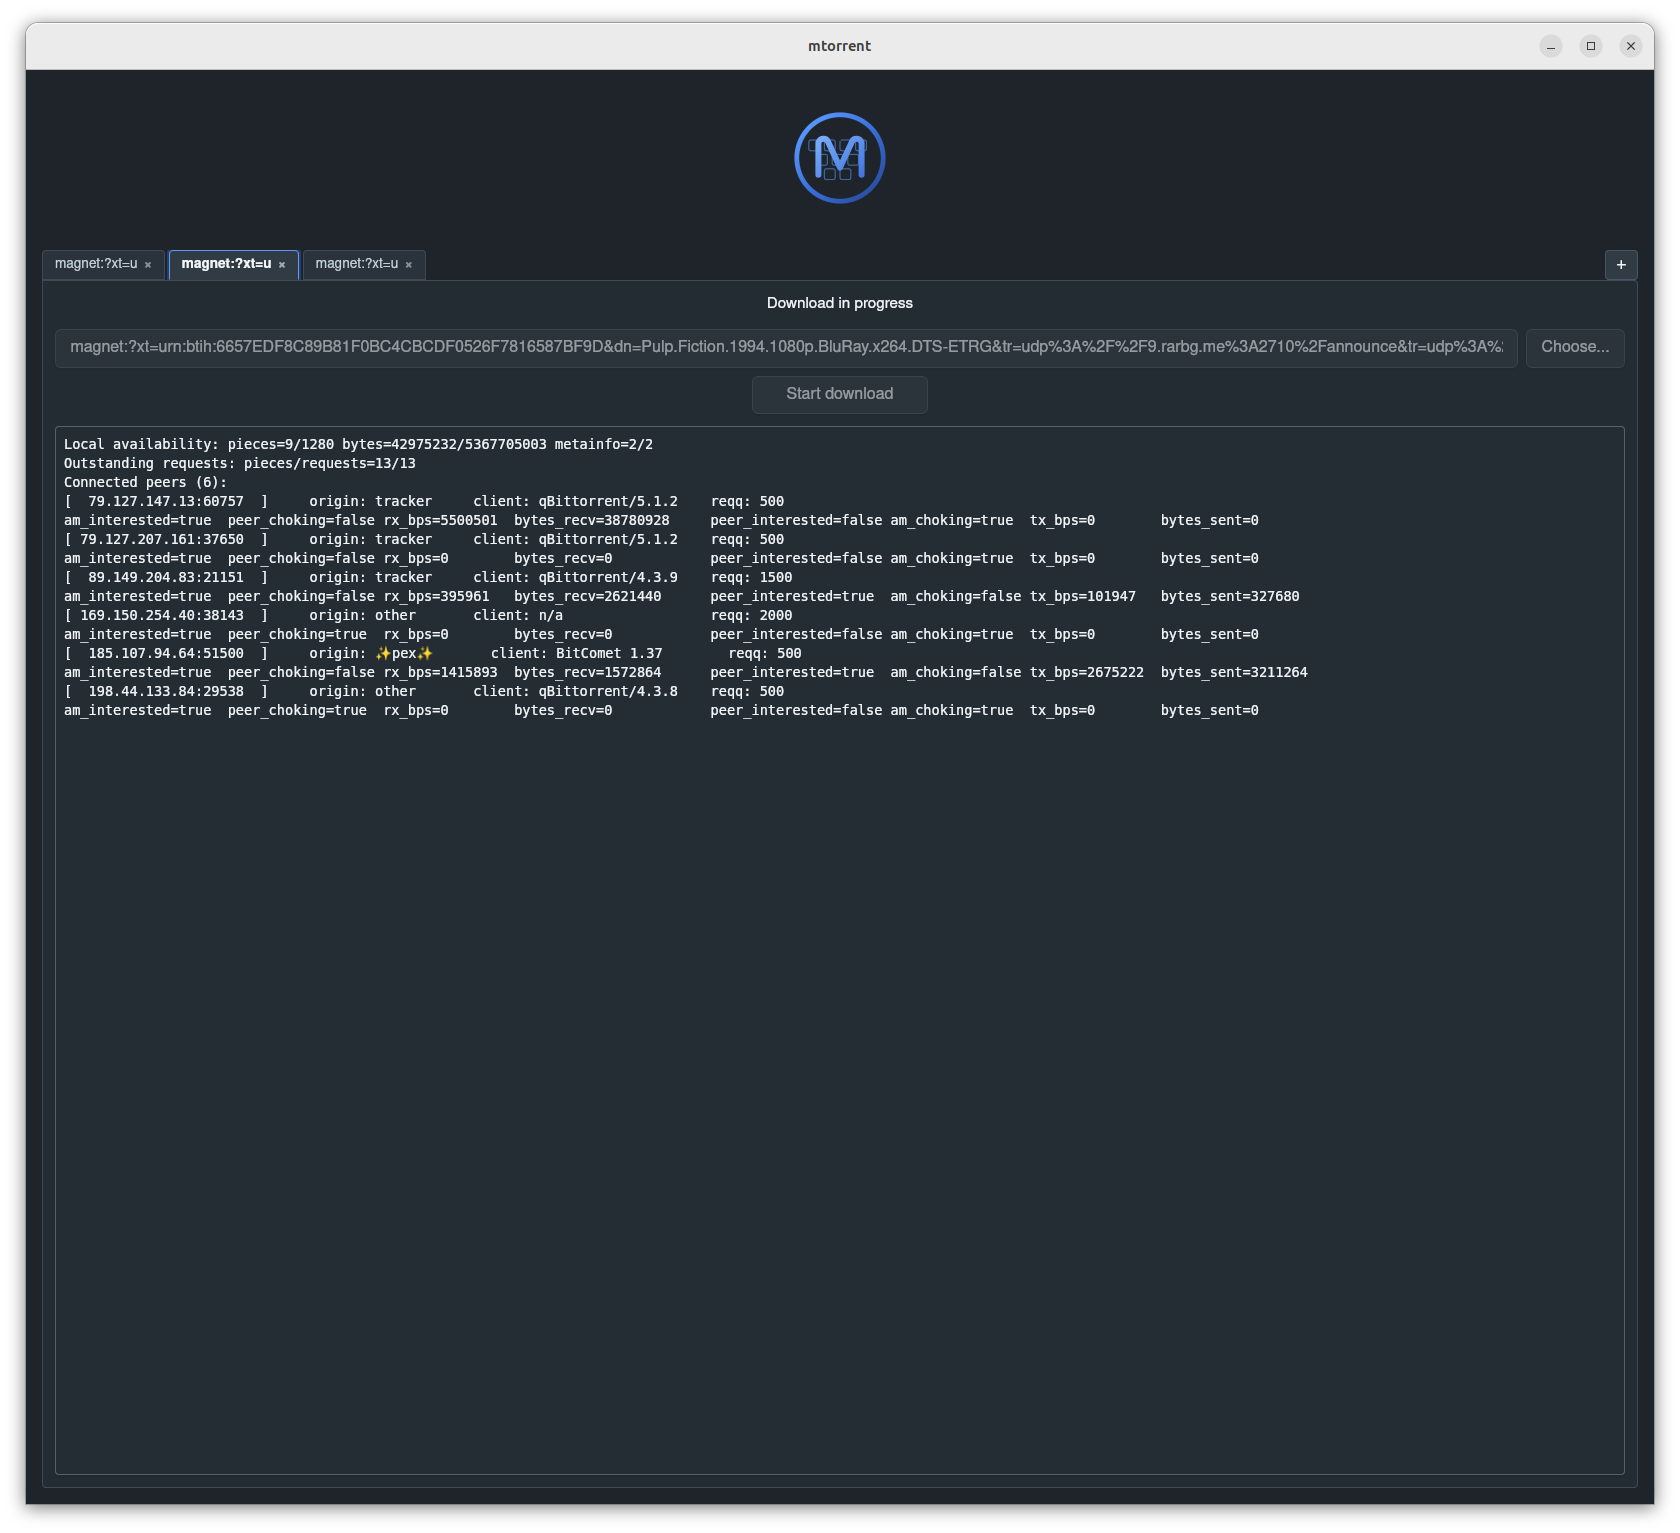 mtorrent
M
magnet:?xt=u × magnet:?xt=u × magnet:?xt=u × +
Download in progress
magnet:?xt=urn:btih:6657EDF8C89B81F0BC4CBCDF0526F7816587BF9D&dn=Pulp.Fiction.1994.1080p.BluRay.x264.DTS-ETRG&tr=udp%3A%2F%2F9.rarbg.me%3A2710%2Fannounce&tr=udp%3A% Choose...
Start download
Local availability: pieces=9/1280 bytes=42975232/5367705003 metainfo=2/2
Outstanding requests: pieces/requests=13/13
Connected peers (6):
[  79.127.147.13:60757  ]     origin: tracker     client: qBittorrent/5.1.2    reqq: 500
am_interested=true  peer_choking=false rx_bps=5500501  bytes_recv=38780928     peer_interested=false am_choking=true  tx_bps=0        bytes_sent=0
[ 79.127.207.161:37650  ]     origin: tracker     client: qBittorrent/5.1.2    reqq: 500
am_interested=true  peer_choking=false rx_bps=0        bytes_recv=0            peer_interested=false am_choking=true  tx_bps=0        bytes_sent=0
[  89.149.204.83:21151  ]     origin: tracker     client: qBittorrent/4.3.9    reqq: 1500
am_interested=true  peer_choking=false rx_bps=395961   bytes_recv=2621440      peer_interested=true  am_choking=false tx_bps=101947   bytes_sent=327680
[ 169.150.254.40:38143  ]     origin: other       client: n/a                  reqq: 2000
am_interested=true  peer_choking=true  rx_bps=0        bytes_recv=0            peer_interested=false am_choking=true  tx_bps=0        bytes_sent=0
[  185.107.94.64:51500  ]     origin: ✨pex✨       client: BitComet 1.37        reqq: 500
am_interested=true  peer_choking=false rx_bps=1415893  bytes_recv=1572864      peer_interested=true  am_choking=false tx_bps=2675222  bytes_sent=3211264
[  198.44.133.84:29538  ]     origin: other       client: qBittorrent/4.3.8    reqq: 500
am_interested=true  peer_choking=true  rx_bps=0        bytes_recv=0            peer_interested=false am_choking=true  tx_bps=0        bytes_sent=0